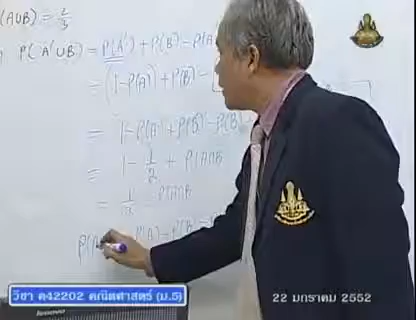 P(A∪B) = 2/3
P(A'∪B) = P(A') + P(B) - P(A
= (1-P(A)) + P(B) - [
= 1 - P(A) + P(B) - P(B) +
= 1 - 1/2 + P(A∩B
= 1/2 P(A∩B
P(A P(A) + P(B) -
วิชา ค42202 คณิตศาสตร์ (ม.5)
22 มกราคม 2552
lenovo